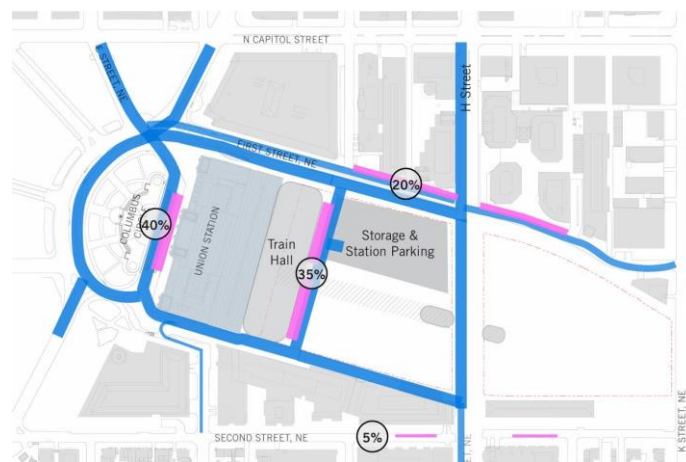 N CAPITOL STREET
E STREET, NE
H Street
FIRST STREET, NE
20%
COLUMBUS
CIRCLE
40%
UNION STATION
Train
Hall
35%
Storage &
Station Parking
SECOND STREET, NE
5%
K STREET, NE